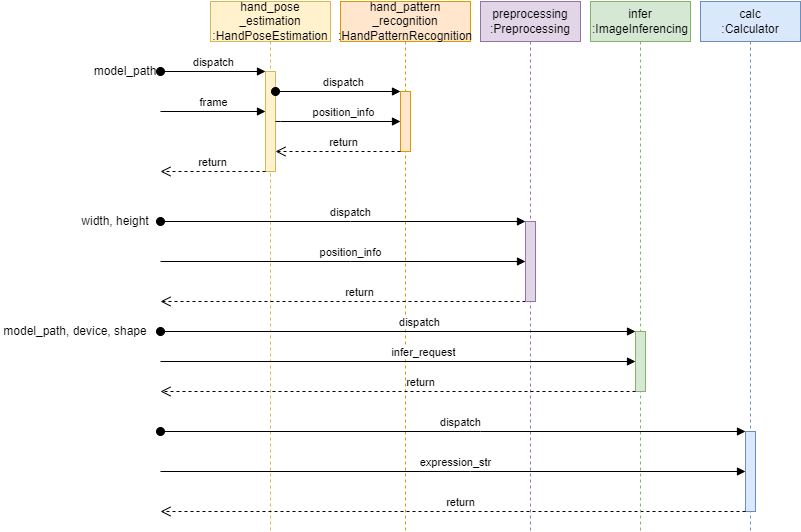 hand_pose
_estimation
:HandPoseEstimation
hand_pattern
_recognition
:HandPatternRecognition
preprocessing
:Preprocessing
infer
:ImageInferencing
calc
:Calculator
model_path
dispatch
dispatch
frame
position_info
return
return
width, height
dispatch
position_info
return
model_path, device, shape
dispatch
infer_request
return
dispatch
expression_str
return